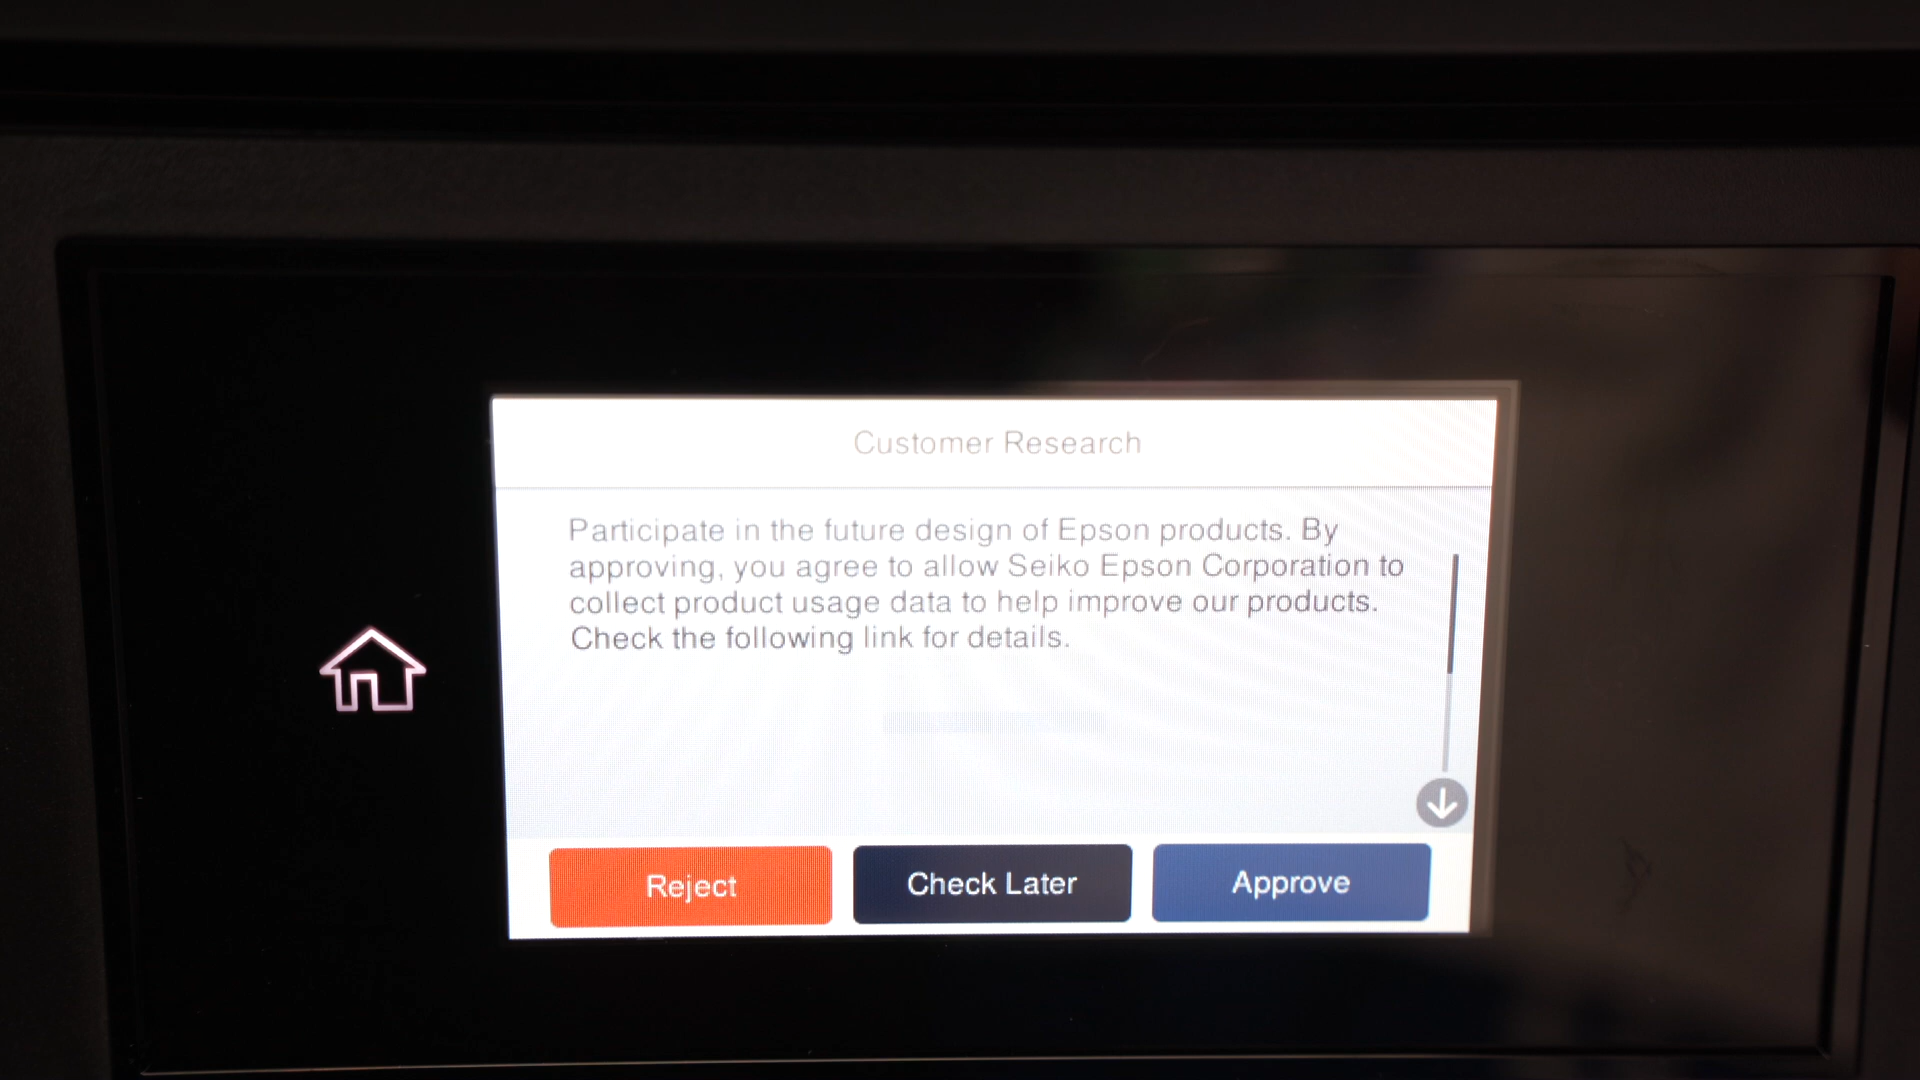 Customer Research
Participate in the future design of Epson products. By
approving, you agree to allow Seiko Epson Corporation to
collect product usage data to help improve our products.
Check the following link for details.
Reject
Check Later
Approve